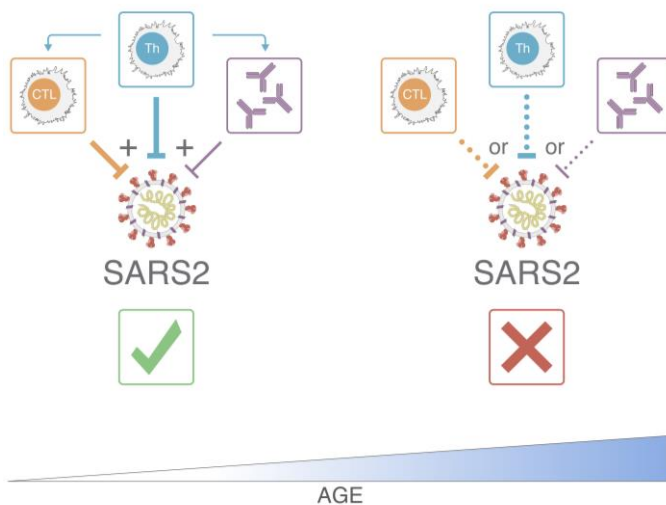 Th
Th
CTL
CTL
+ +
or or
SARS2
SARS2
AGE